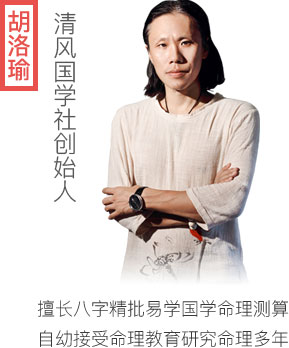 胡洛瑜
清风国学社创始人
擅长八字精批易学国学命理测算
自幼接受命理教育研究命理多年